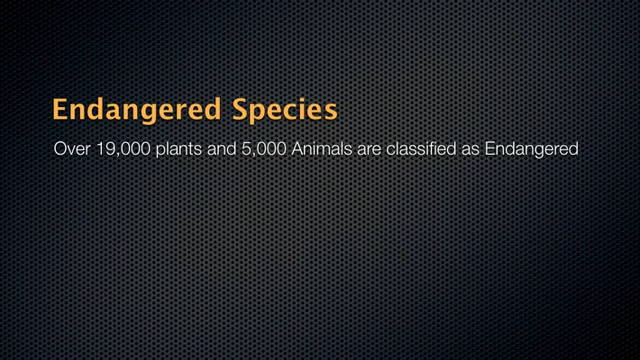 Endangered Species
Over 19,000 plants and 5,000 Animals are classified as Endangered